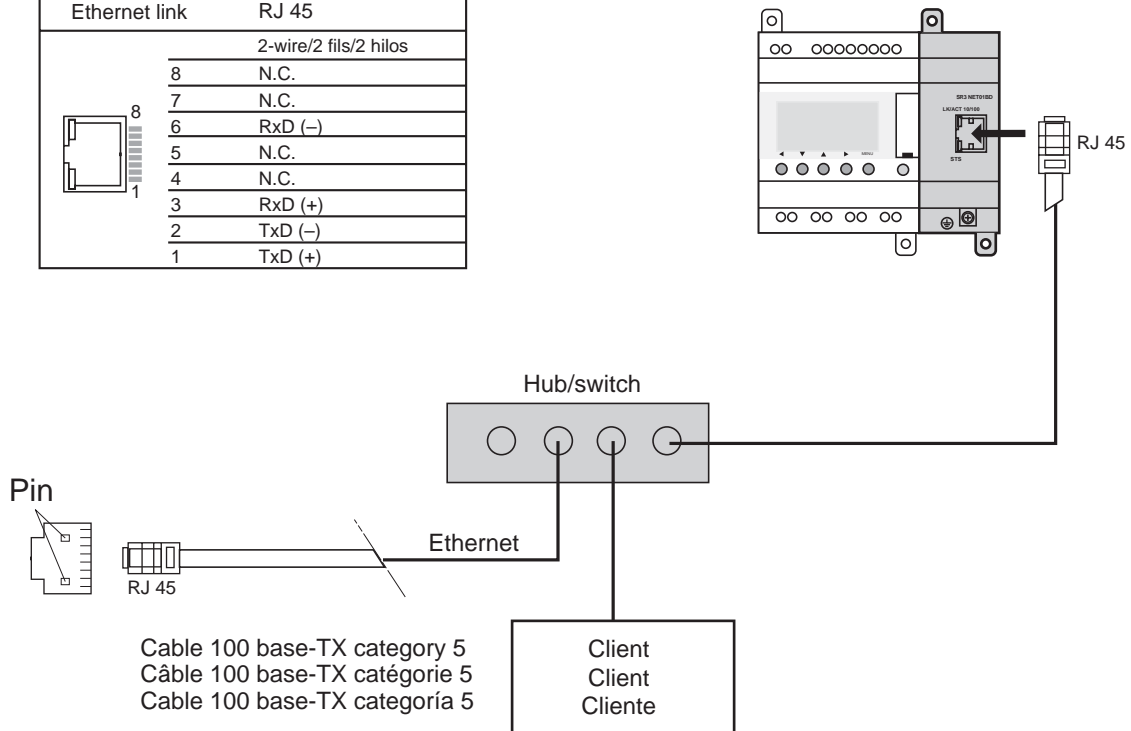 Ethernet link RJ 45
2-wire/2 fils/2 hilos
8 N.C.
7 N.C.
6 RxD (–)
5 N.C.
4 N.C.
3 RxD (+)
2 TxD (–)
1 TxD (+)
8
1
SR3 NET01BD
LK/ACT 10/100
STS
MENU
RJ 45
Hub/switch
Pin
RJ 45
Ethernet
Cable 100 base-TX category 5
Câble 100 base-TX catégorie 5
Cable 100 base-TX categoría 5
Client
Client
Cliente